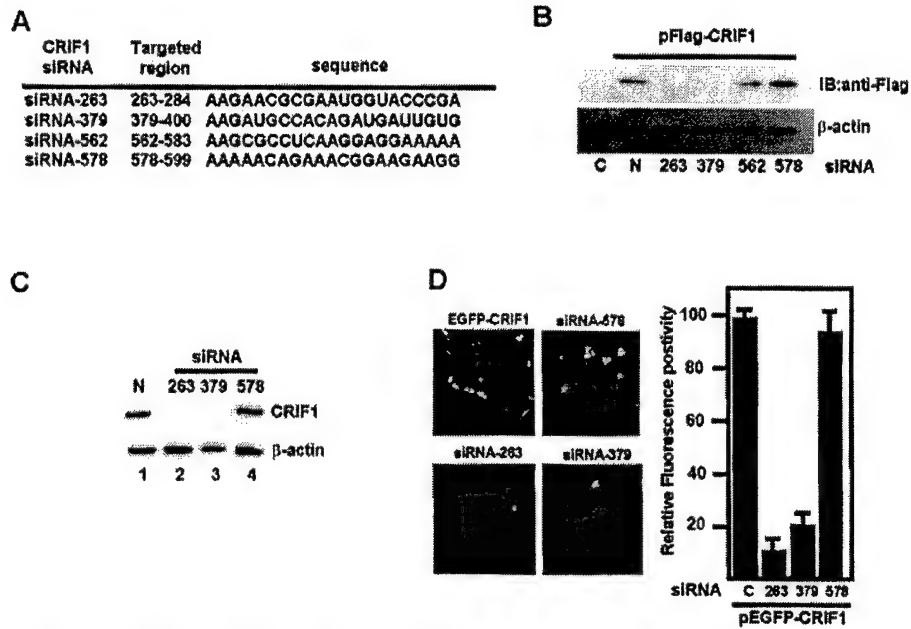 A
CRIF1 Targeted
siRNA region sequence
siRNA-263 263-284 AAGAACGCGAAUGGUACCCGA
siRNA-379 379-400 AAGAUGCCACAGAUGAUUGUG
siRNA-562 562-583 AAGCGCCUCAAGGAGGAAAAA
siRNA-578 578-599 AAAAACAGAAACGGAAGAAGG
B
pFlag-CRIF1
IB:anti-Flag
β-actin
C N 263 379 562 578 siRNA
C
siRNA
N 263 379 578
CRIF1
β-actin
1 2 3 4
D
EGFP-CRIF1 siRNA-578
siRNA-263 siRNA-379
Relative Fluorescence postivity
100
80
60
40
20
siRNA C 263 379 578
pEGFP-CRIF1